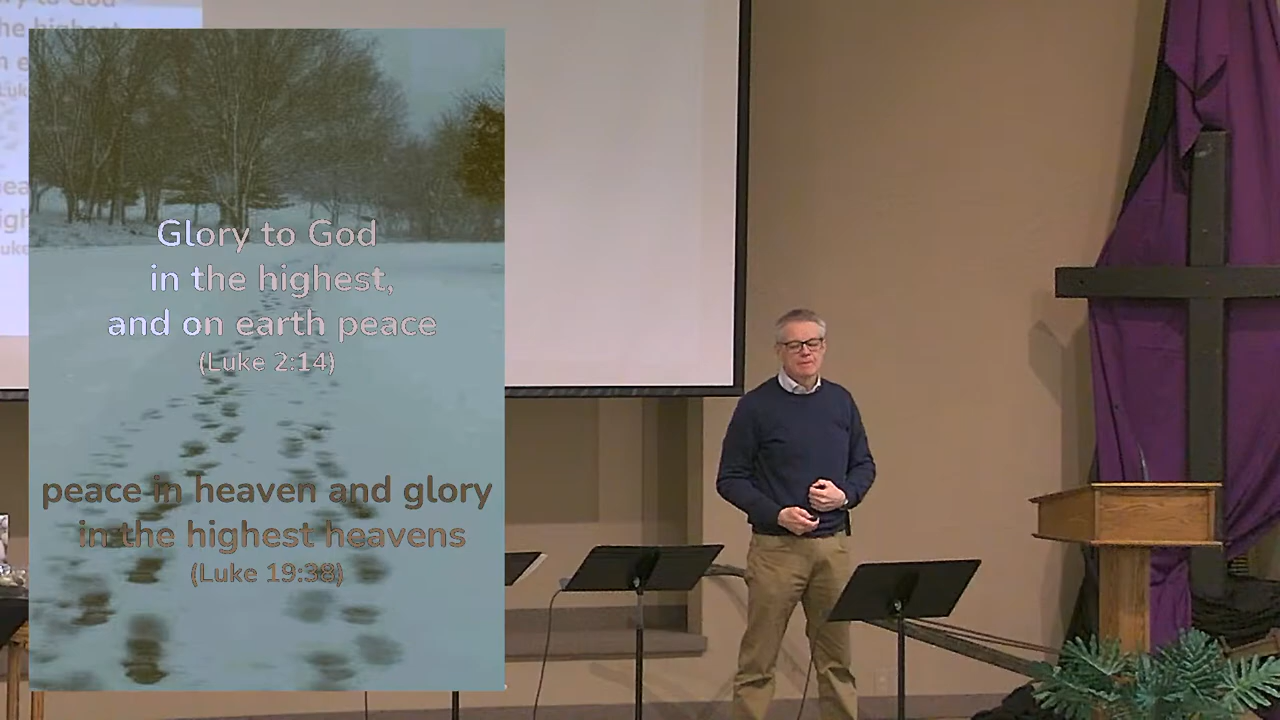 Glory to God
in the highest,
and on earth peace
(Luke 2:14)
peace in heaven and glory
in the highest heavens
(Luke 19:38)